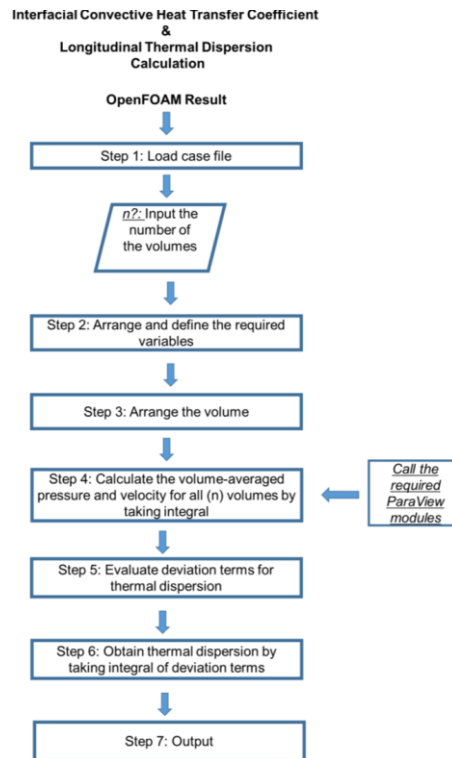 Interfacial Convective Heat Transfer Coefficient
&
Longitudinal Thermal Dispersion
Calculation
OpenFOAM Result
Step 1: Load case file
n?: Input the
number of
the volumes
Step 2: Arrange and define the required
variables
Step 3: Arrange the volume
Step 4: Calculate the volume-averaged
pressure and velocity for all (n) volumes by
taking integral
Call the
required
ParaView
modules
Step 5: Evaluate deviation terms for
thermal dispersion
Step 6: Obtain thermal dispersion by
taking integral of deviation terms
Step 7: Output